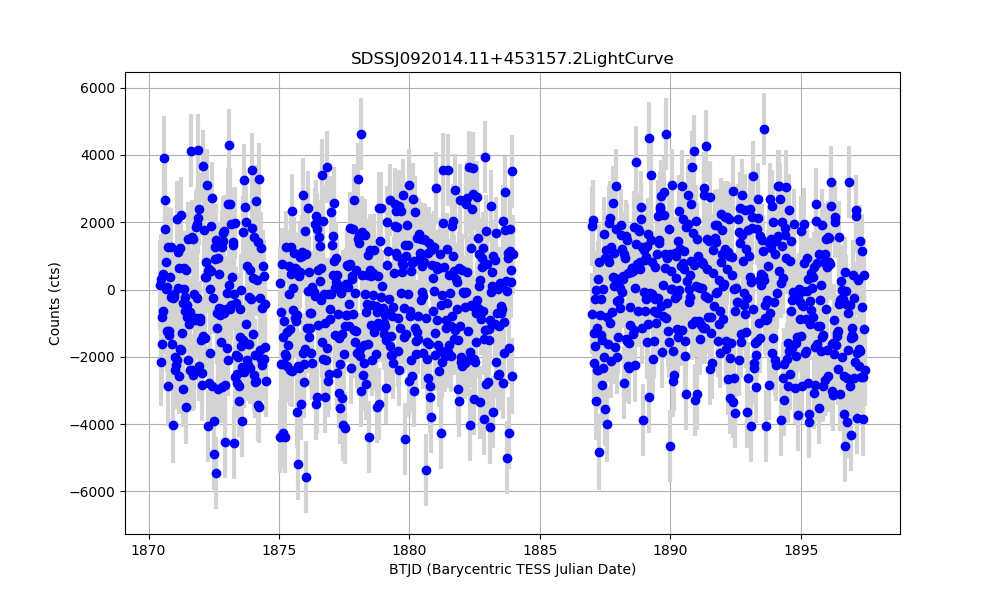 SDSSJ092014.11+453157.2LightCurve
6000
4000
2000
0
−2000
−4000
−6000
Counts (cts)
1870 1875 1880 1885 1890 1895
BTJD (Barycentric TESS Julian Date)